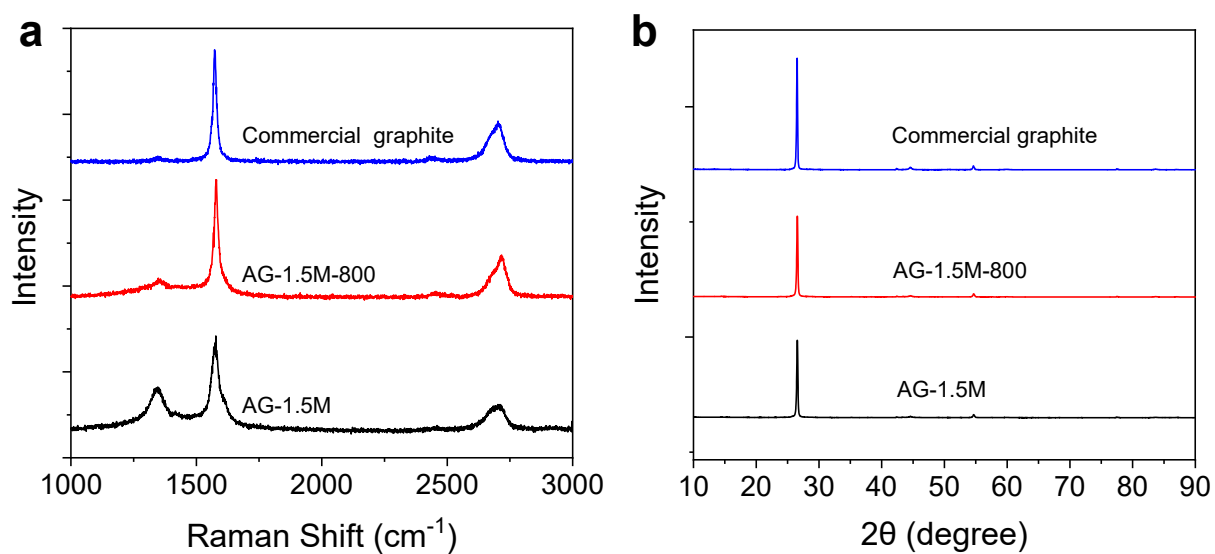 a
Commercial graphite
AG-1.5M-800
AG-1.5M
Intensity
1000 1500 2000 2500 3000
Raman Shift (cm⁻¹)
b
Commercial graphite
AG-1.5M-800
AG-1.5M
Intensity
10 20 30 40 50 60 70 80 90
2θ (degree)